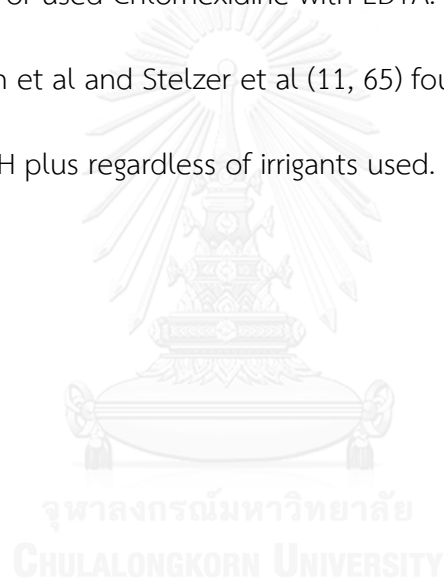 or used Chlorhexidine with EDTA.
et al and Stelzer et al (11, 65) fou
H plus regardless of irrigants used.
จุฬาลงกรณ์มหาวิทยาลัย
CHULALONGKORN UNIVERSITY